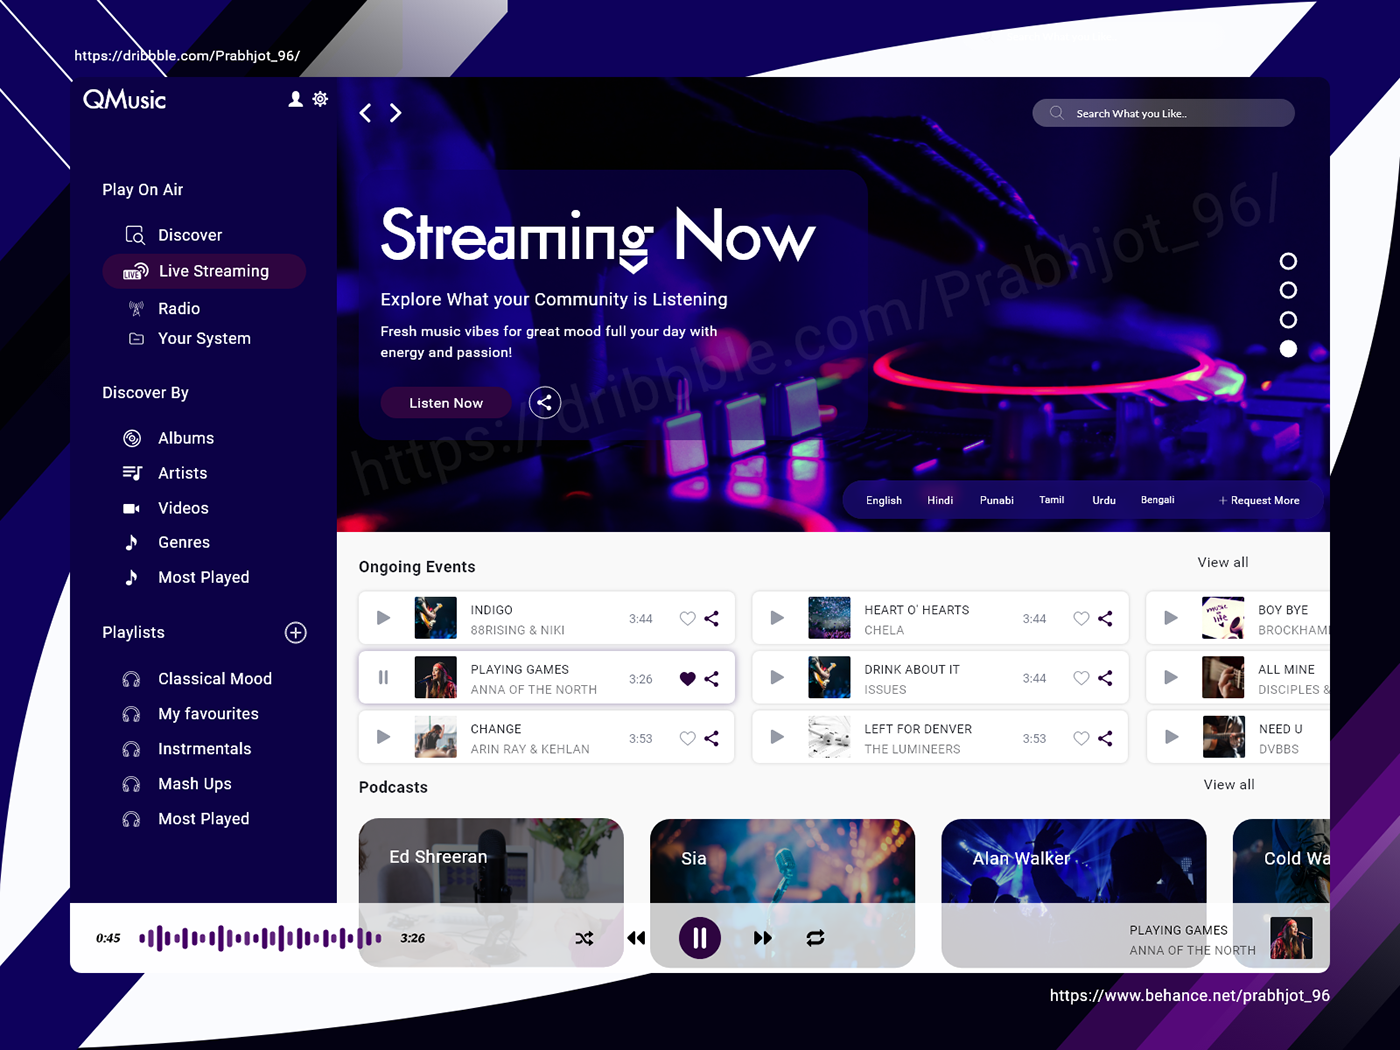 https://dribbble.com/Prabhjot_96/
QMusic
Search What you Like..
Play On Air
Discover
Live Streaming
Radio
Your System
Discover By
Albums
Artists
Videos
Genres
Most Played
Playlists
Classical Mood
My favourites
Instrmentals
Mash Ups
Most Played
Streaming Now
Explore What your Community is Listening
Fresh music vibes for great mood full your day with
energy and passion!
Listen Now
https://dribbble.com/Prabhjot_96/
English Hindi Punabi Tamil Urdu Bengali + Request More
Ongoing Events
View all
INDIGO
88RISING & NIKI
3:44
HEART O' HEARTS
CHELA
3:44
BOY BYE
BROCKHAM
PLAYING GAMES
ANNA OF THE NORTH
3:26
DRINK ABOUT IT
ISSUES
3:44
ALL MINE
DISCIPLES &
CHANGE
ARIN RAY & KEHLAN
3:53
LEFT FOR DENVER
THE LUMINEERS
3:53
NEED U
DVBBS
Podcasts
View all
Ed Shreeran
Sia
Alan Walker
Cold Wa
0:45
3:26
PLAYING GAMES
ANNA OF THE NORTH
https://www.behance.net/prabhjot_96